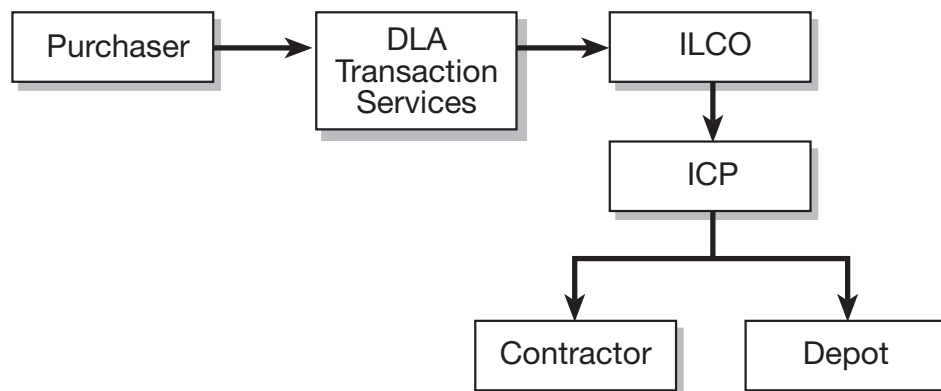 Purchaser
DLA
Transaction
Services
ILCO
ICP
Contractor
Depot